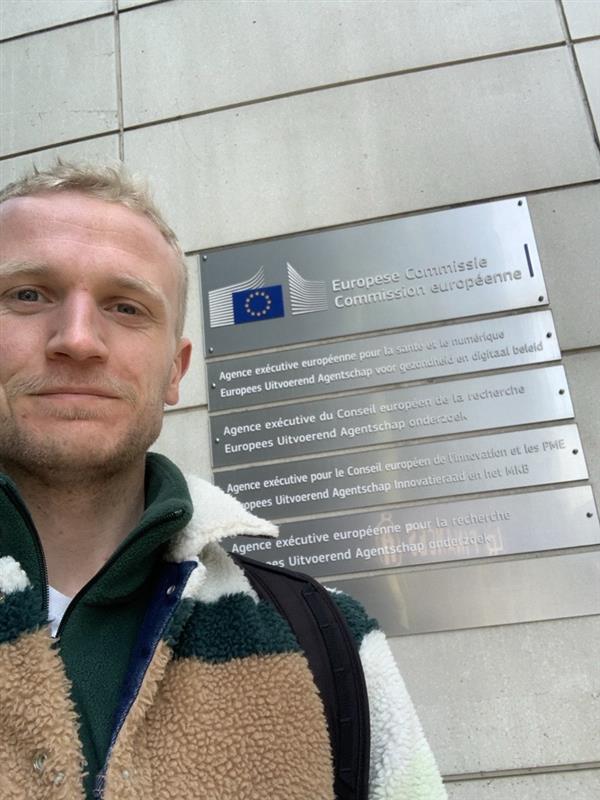 Europese Commissie
Commission européenne
Agence exécutive européenne pour la santé et le numérique
Europees Uitvoerend Agentschap voor gezondheid en digitaal beleid
Agence exécutive du Conseil européen de la recherche
Europees Uitvoerend Agentschap onderzoek
Agence exécutive pour le Conseil européen de l'innovation et les PME
Europees Uitvoerend Agentschap Innovatieraad en het MKB
Agence exécutive européenne pour la recherche
Europees Uitvoerend Agentschap onderzoek